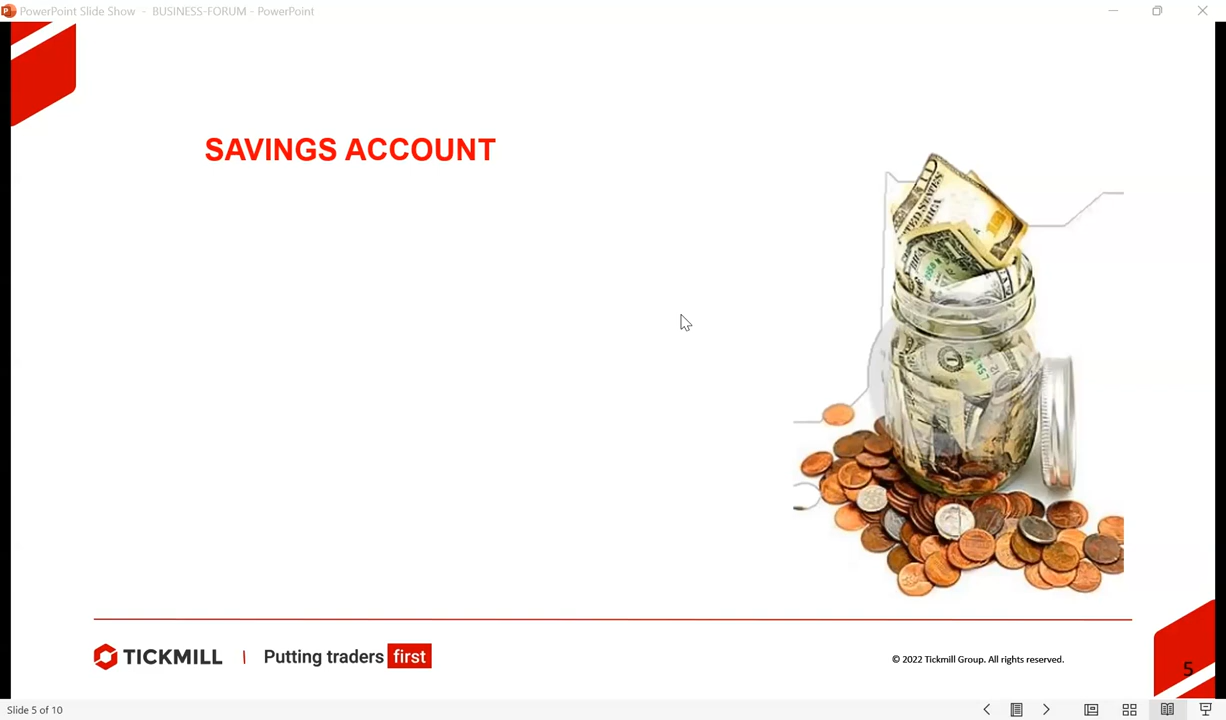 PowerPoint Slide Show - BUSINESS-FORUM - PowerPoint
SAVINGS ACCOUNT
TICKMILL | Putting traders first
© 2022 Tickmill Group. All rights reserved.
5
Slide 5 of 10